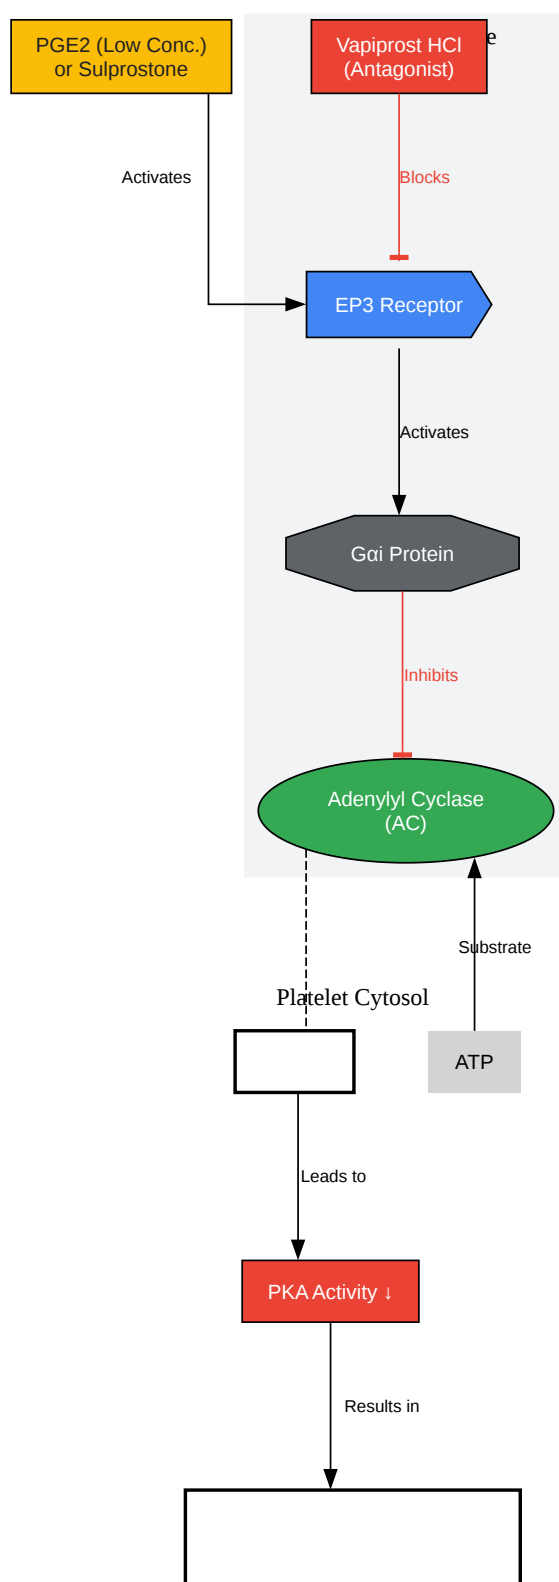 PGE2 (Low Conc.)
or Sulprostone
Vapiprost HCl
(Antagonist)
Activates
Blocks
EP3 Receptor
Activates
Gαi Protein
Inhibits
Adenylyl Cyclase
(AC)
Substrate
Platelet Cytosol
ATP
Leads to
PKA Activity ↓
Results in